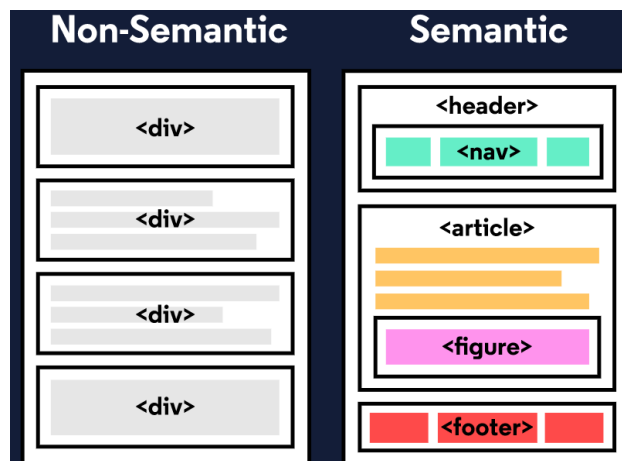 Non-Semantic
<div>
<div>
<div>
<div>
Semantic
<header>
<nav>
<article>
<figure>
<footer>